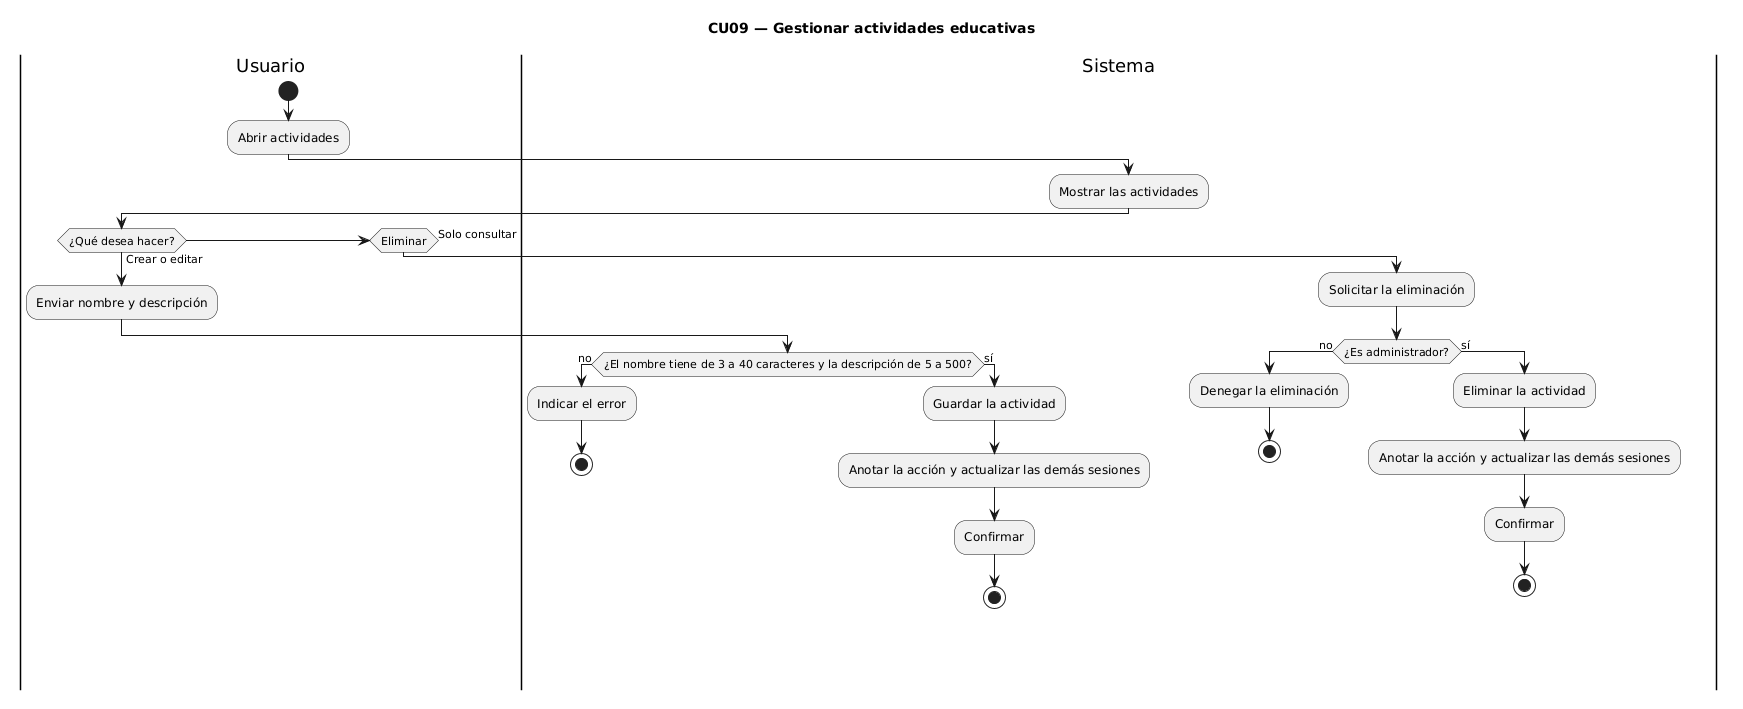 CU09 — Gestionar actividades educativas
Usuario
Sistema
Abrir actividades
Mostrar las actividades
¿Qué desea hacer?
Eliminar
Solo consultar
Crear o editar
Enviar nombre y descripción
Solicitar la eliminación
no
¿El nombre tiene de 3 a 40 caracteres y la descripción de 5 a 500?
sí
no
¿Es administrador?
sí
Indicar el error
Guardar la actividad
Denegar la eliminación
Eliminar la actividad
Anotar la acción y actualizar las demás sesiones
Anotar la acción y actualizar las demás sesiones
Confirmar
Confirmar